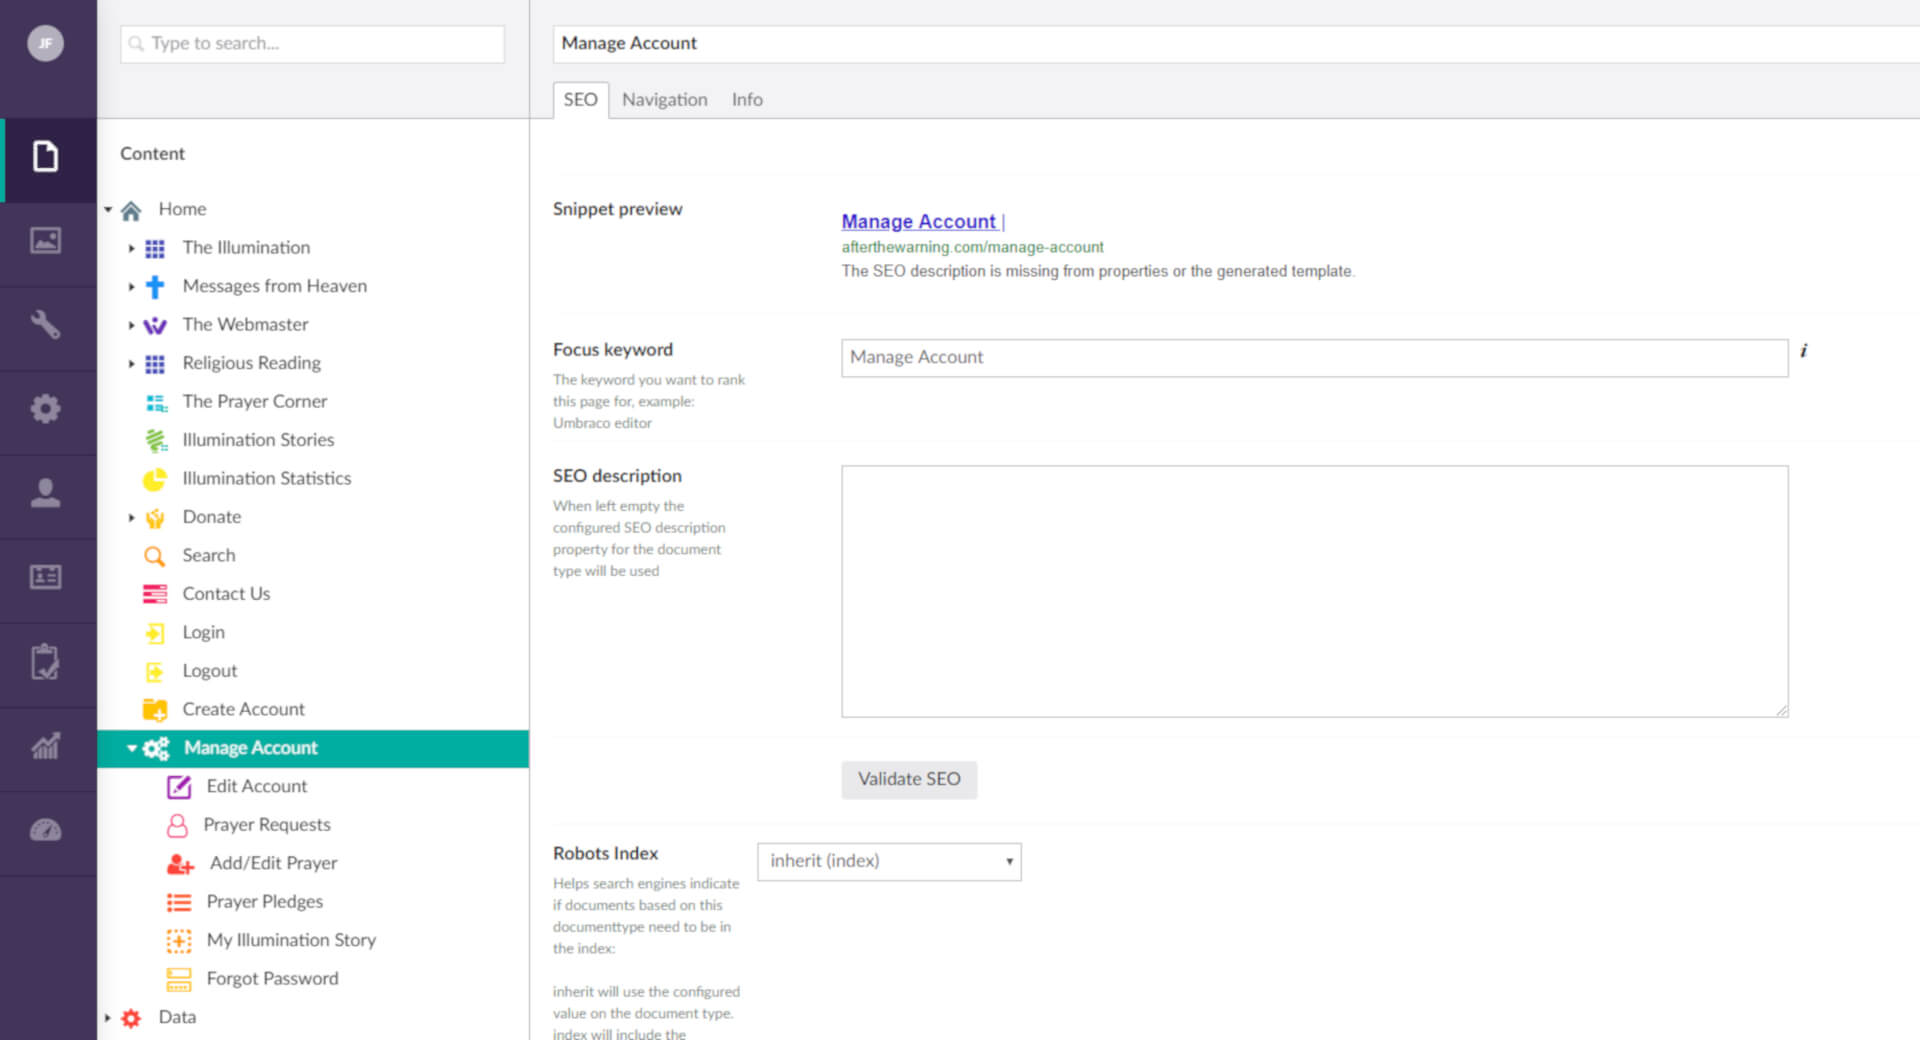 JF
Type to search...
Content
Home
The Illumination
Messages from Heaven
The Webmaster
Religious Reading
The Prayer Corner
Illumination Stories
Illumination Statistics
Donate
Search
Contact Us
Login
Logout
Create Account
Manage Account
Edit Account
Prayer Requests
Add/Edit Prayer
Prayer Pledges
My Illumination Story
Forgot Password
Data
Manage Account
SEO Navigation Info
Snippet preview
Manage Account |
afterthewarning.com/manage-account
The SEO description is missing from properties or the generated template.
Focus keyword
The keyword you want to rank
this page for, example:
Umbraco editor
Manage Account
i
SEO description
When left empty the
configured SEO description
property for the document
type will be used
Validate SEO
Robots Index
Helps search engines indicate
if documents based on this
documenttype need to be in
the index:
inherit will use the configured
value on the document type.
index will include the
inherit (index)